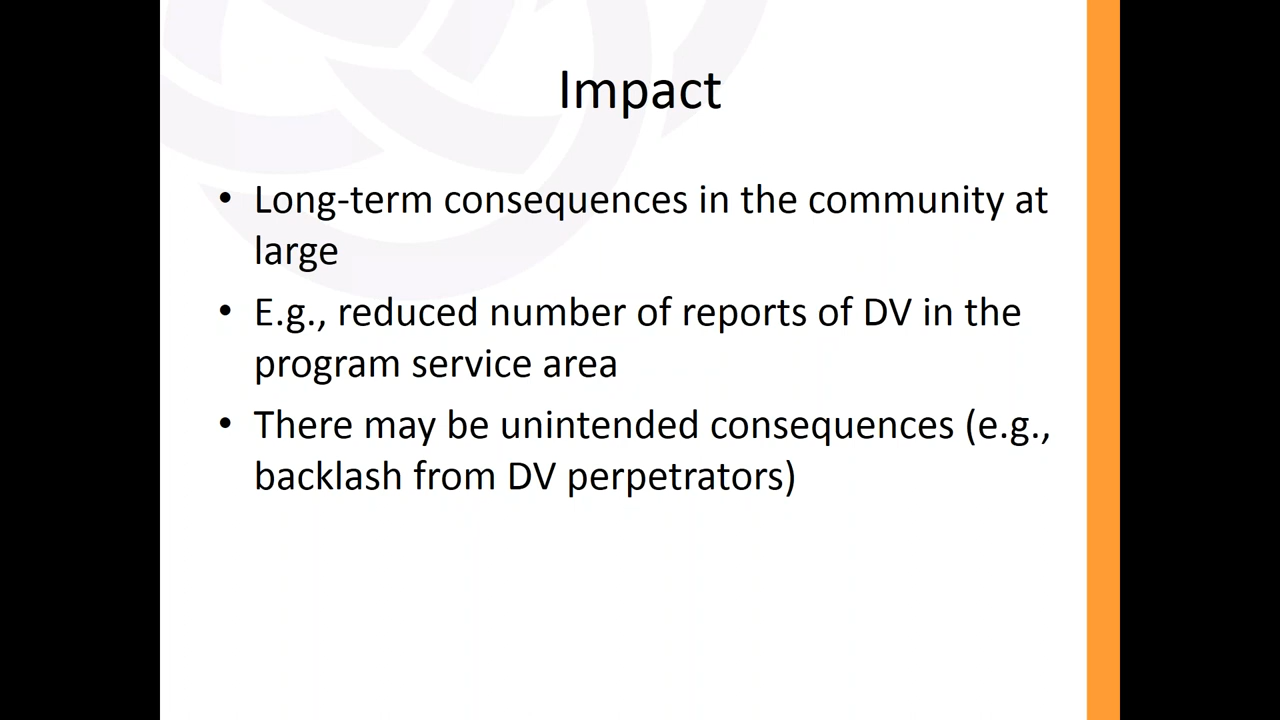 Impact
• Long-term consequences in the community at
large
• E.g., reduced number of reports of DV in the
program service area
• There may be unintended consequences (e.g.,
backlash from DV perpetrators)